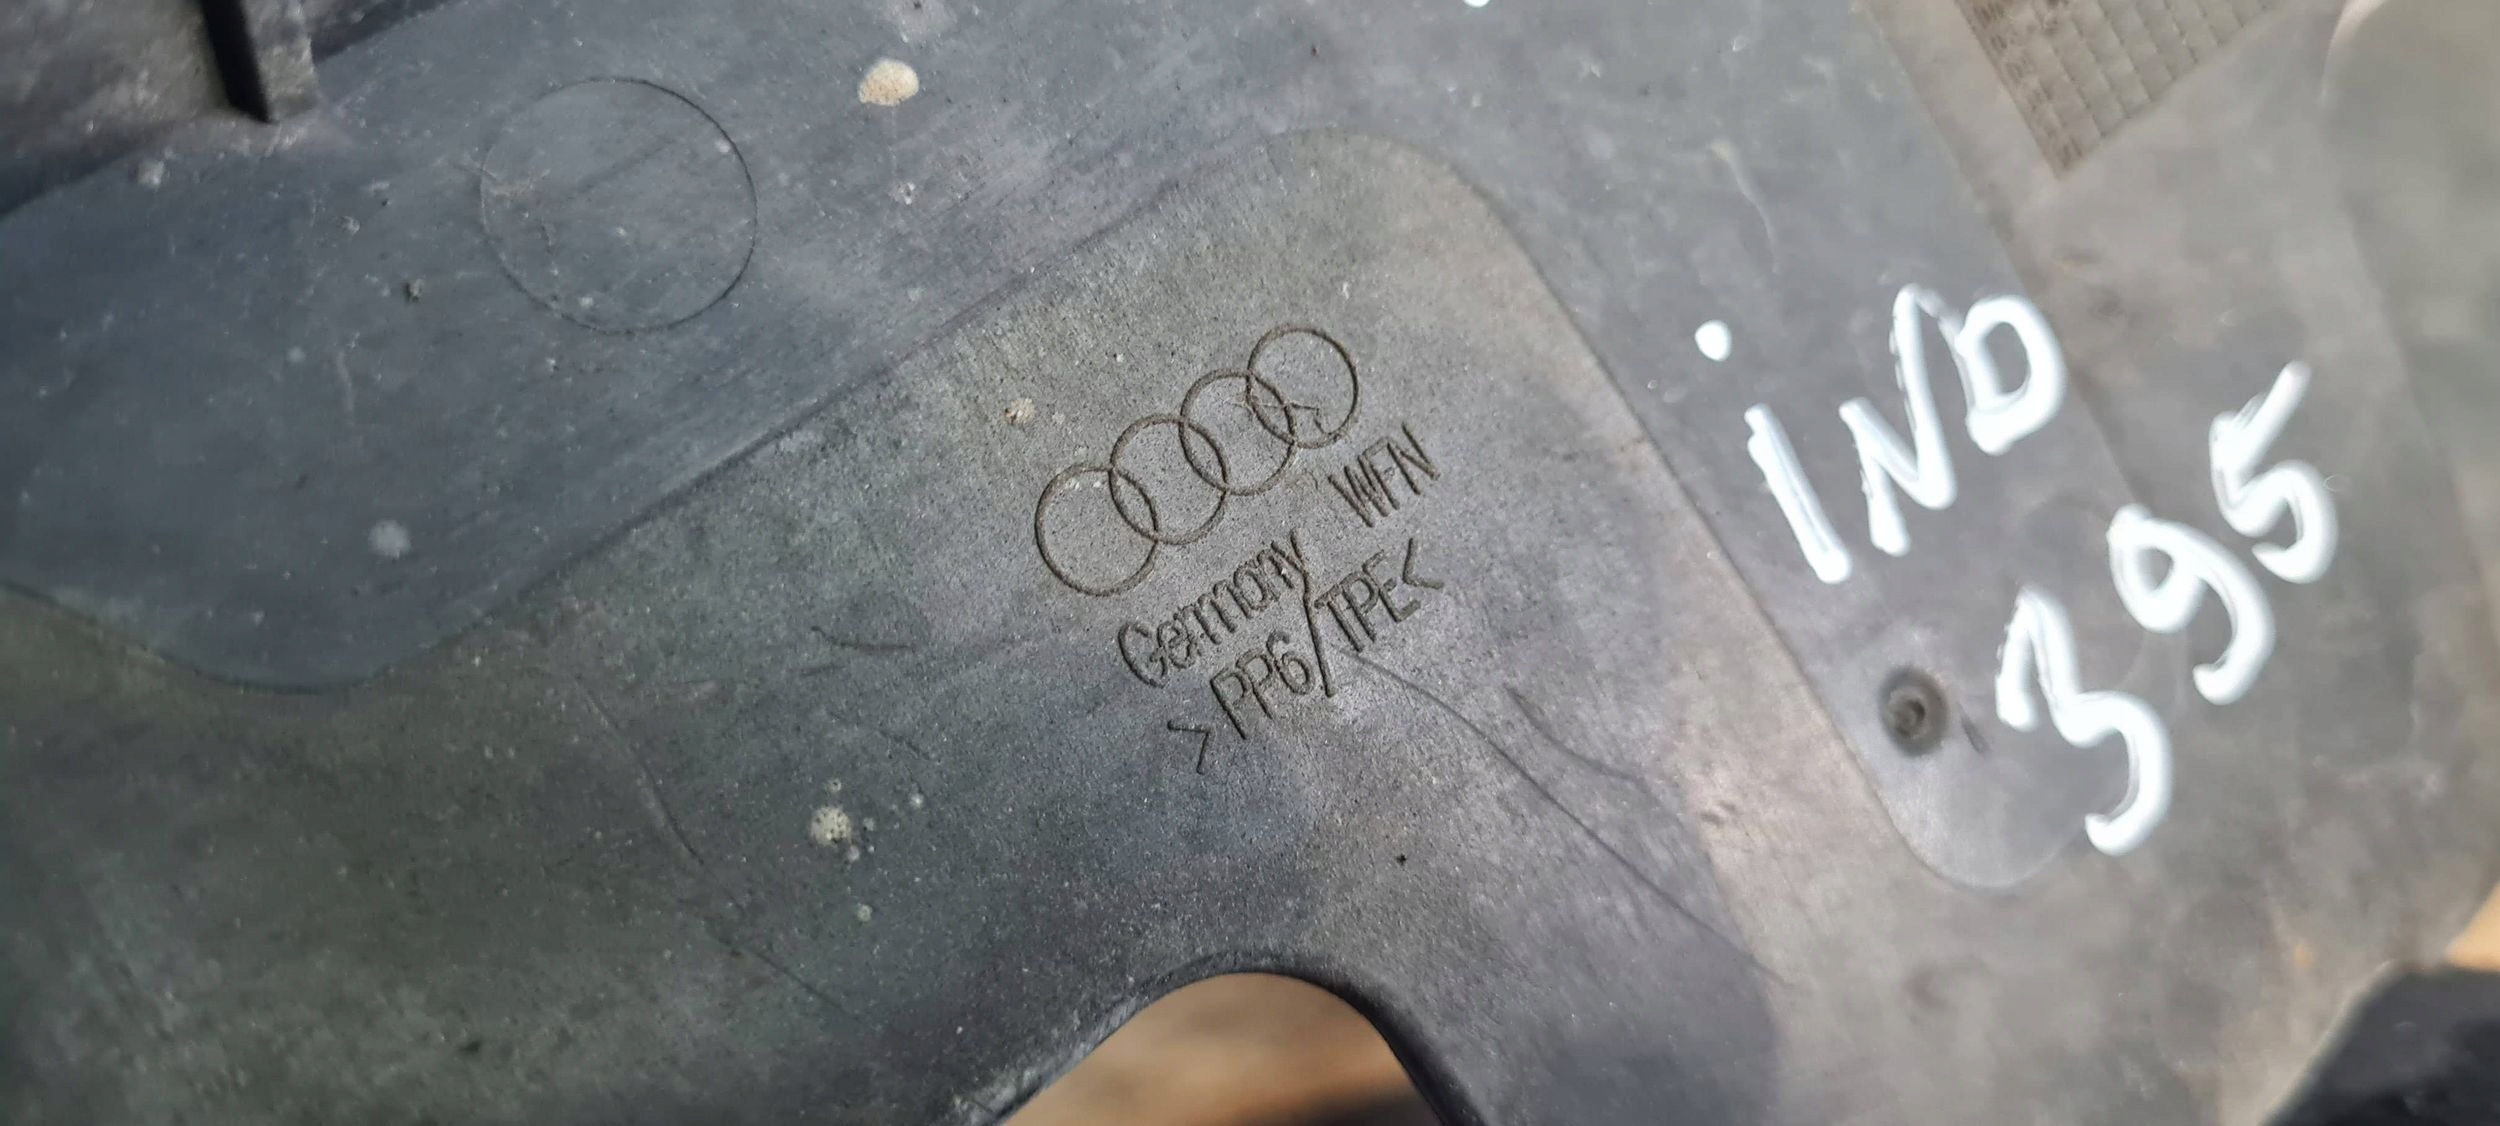 WFN
Germany
>PP6/TPE<
iND
395